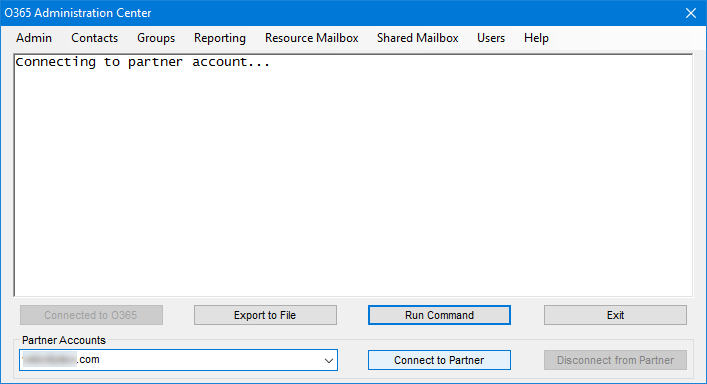 O365 Administration Center
Admin Contacts Groups Reporting Resource Mailbox Shared Mailbox Users Help
Connecting to partner account...
Connected to O365 Export to File Run Command Exit
Partner Accounts
.com Connect to Partner Disconnect from Partner